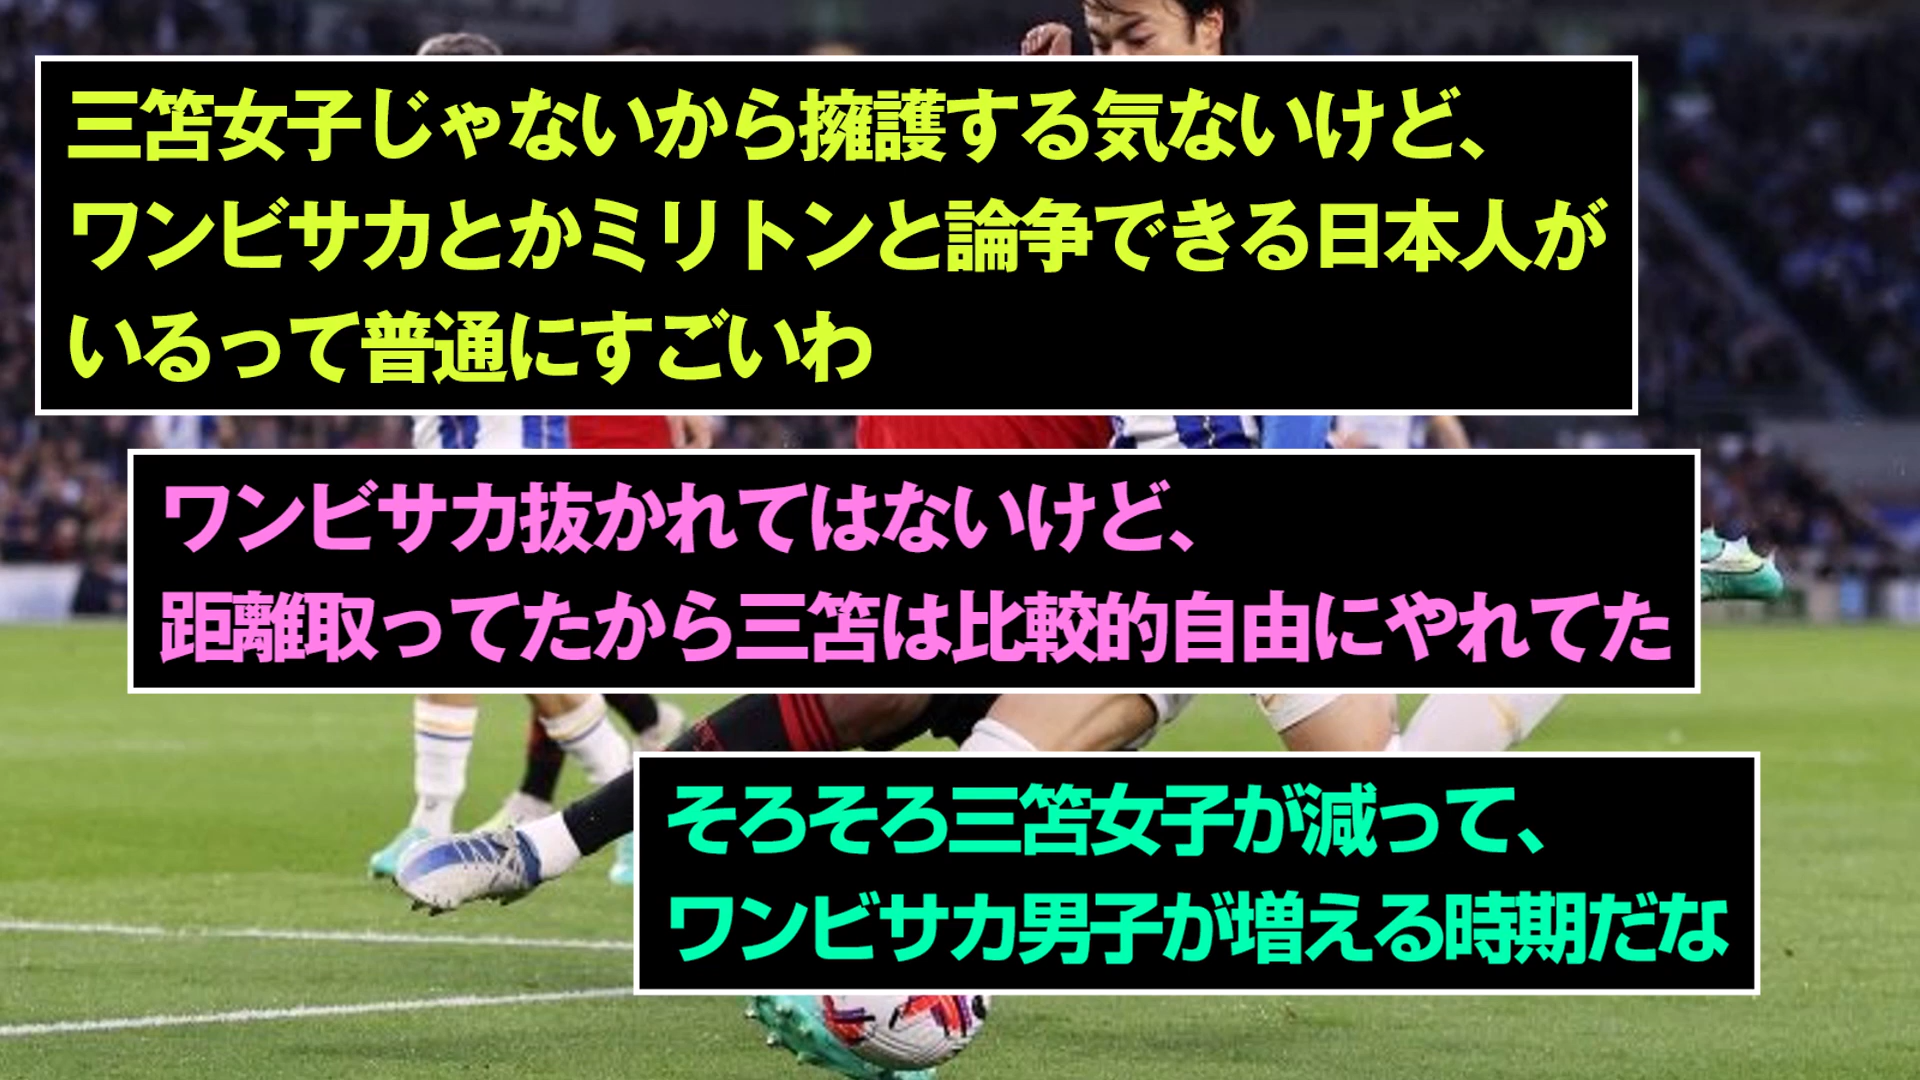 三笘女子じゃないから擁護する気ないけど、
ワンビサカとかミリトンと論争できる日本人が
いるって普通にすごいわ
ワンビサカ抜かれてはないけど、
距離取ってたから三笘は比較的自由にやれてた
そろそろ三笘女子が減って、
ワンビサカ男子が増える時期だな